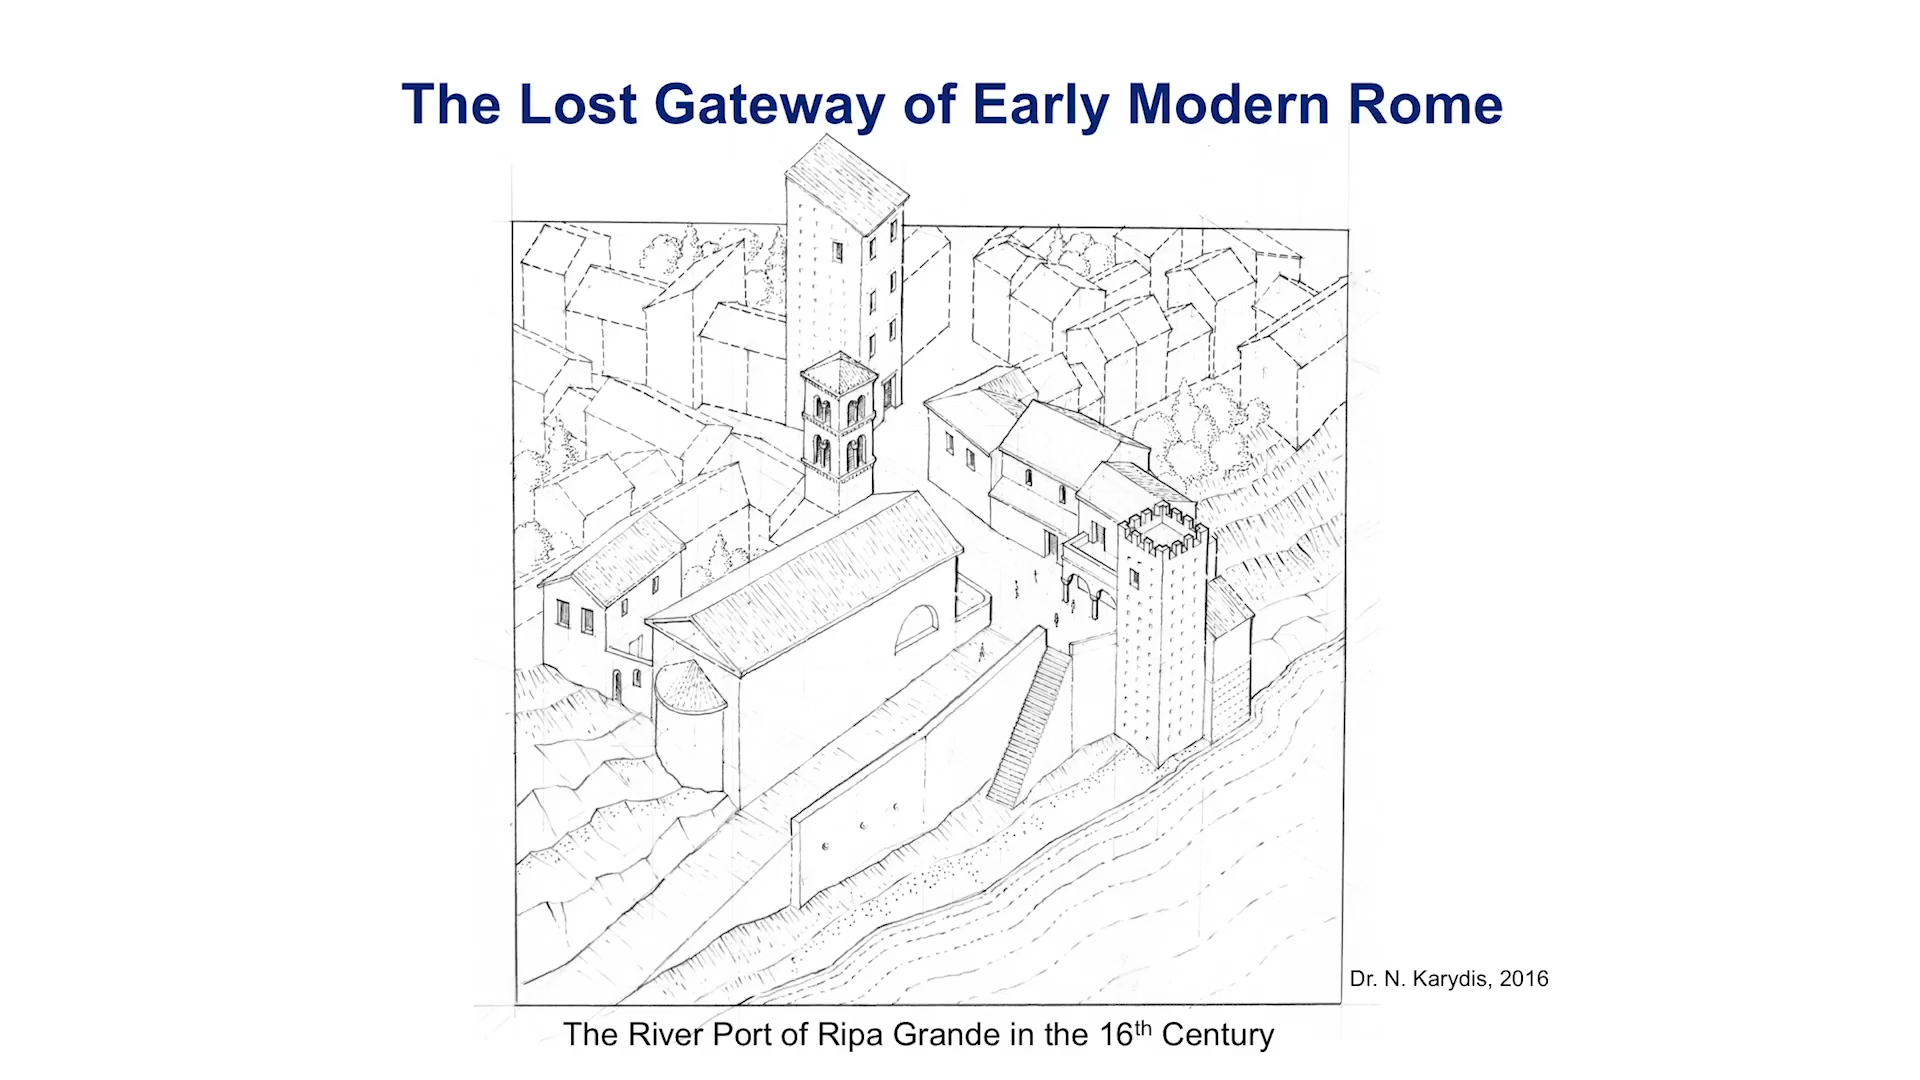 The Lost Gateway of Early Modern Rome
Dr. N. Karydis, 2016
The River Port of Ripa Grande in the 16th Century